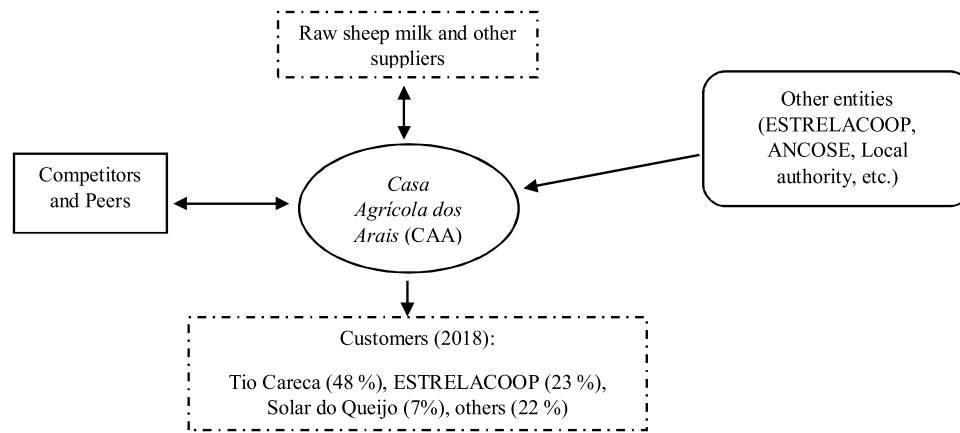 Raw sheep milk and other
suppliers
Other entities
(ESTRELACOOP,
ANCOSE, Local
authority, etc.)
Competitors
and Peers
Casa
Agrícola dos
Arais (CAA)
Customers (2018):
Tio Careca (48 %), ESTRELACOOP (23 %),
Solar do Queijo (7%), others (22 %)